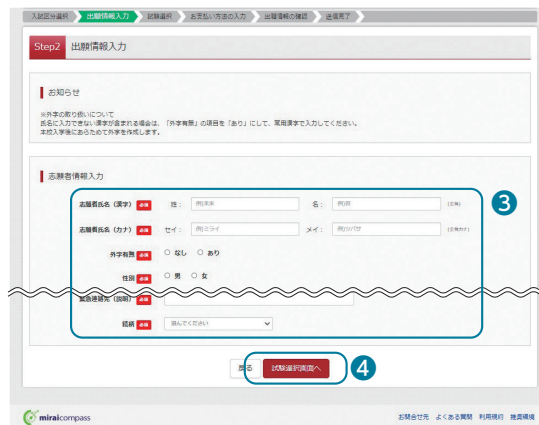 入試区分選択 出願情報入力 試験選択 お支払い方法の入力 出願情報の確認 送信完了
Step2 出願情報入力
お知らせ
※外字の取り扱いについて
氏名に入力できない漢字が含まれる場合は、「外字有無」の項目を「あり」にして、常用漢字で入力してください。
本校入学後にあらためて外字を作成します。
志願者情報入力
志願者氏名（漢字） 必須 姓： 例)未来 名： 例)翼 (全角)
3
志願者氏名（カナ） 必須 セイ： 例)ミライ メイ： 例)ツバサ (全角カナ)
外字有無 必須 なし あり
性別 必須 男 女
緊急連絡先（説明） 必須
続柄 必須 選んでください
戻る 試験選択画面へ 4
miraicompass お問合せ先 よくある質問 利用規約 推奨環境